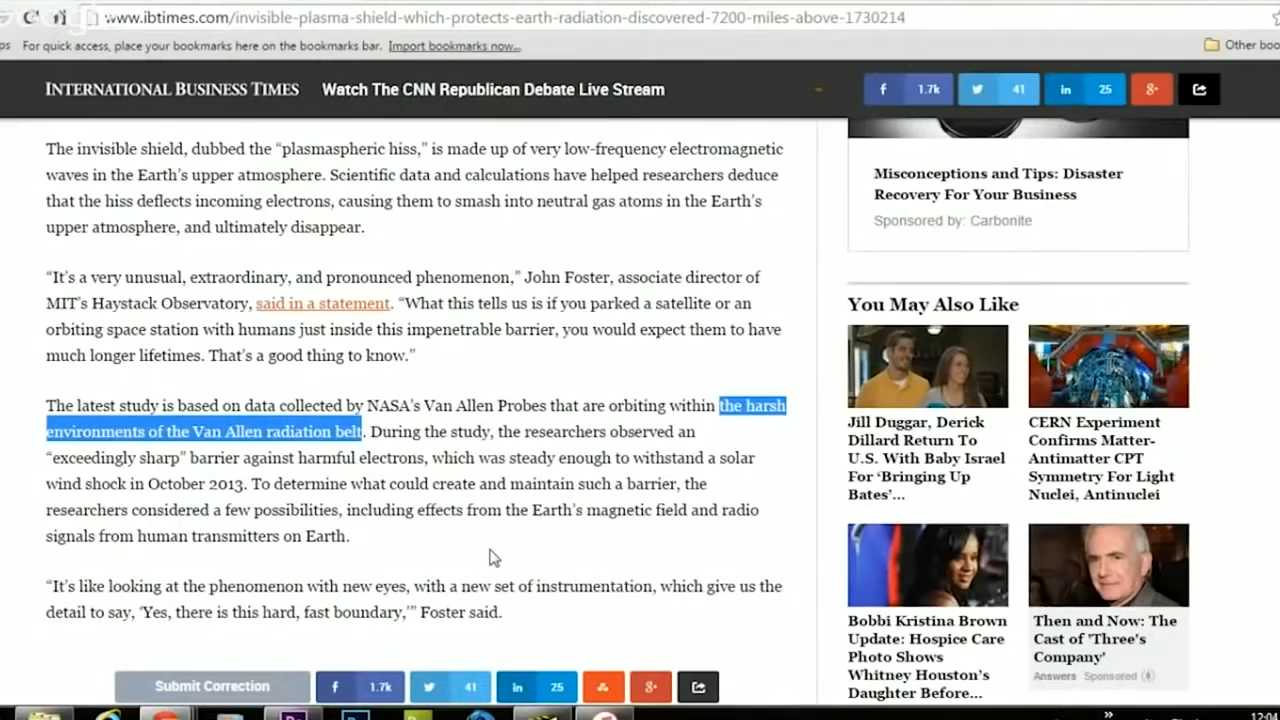 www.ibtimes.com/invisible-plasma-shield-which-protects-earth-radiation-discovered-7200-miles-above-1730214
For quick access, place your bookmarks here on the bookmarks bar. Import bookmarks now...
Other boo
INTERNATIONAL BUSINESS TIMES
Watch The CNN Republican Debate Live Stream
f 1.7k
41
in 25
8+
The invisible shield, dubbed the “plasmaspheric hiss,” is made up of very low-frequency electromagnetic
waves in the Earth’s upper atmosphere. Scientific data and calculations have helped researchers deduce
that the hiss deflects incoming electrons, causing them to smash into neutral gas atoms in the Earth’s
upper atmosphere, and ultimately disappear.
“It’s a very unusual, extraordinary, and pronounced phenomenon,” John Foster, associate director of
MIT’s Haystack Observatory, said in a statement. “What this tells us is if you parked a satellite or an
orbiting space station with humans just inside this impenetrable barrier, you would expect them to have
much longer lifetimes. That’s a good thing to know.”
The latest study is based on data collected by NASA’s Van Allen Probes that are orbiting within the harsh
environments of the Van Allen radiation belt. During the study, the researchers observed an
“exceedingly sharp” barrier against harmful electrons, which was steady enough to withstand a solar
wind shock in October 2013. To determine what could create and maintain such a barrier, the
researchers considered a few possibilities, including effects from the Earth’s magnetic field and radio
signals from human transmitters on Earth.
“It’s like looking at the phenomenon with new eyes, with a new set of instrumentation, which give us the
detail to say, ‘Yes, there is this hard, fast boundary,’” Foster said.
Submit Correction
f 1.7k
41
in 25
8+
Misconceptions and Tips: Disaster
Recovery For Your Business
Sponsored by: Carbonite
You May Also Like
Jill Duggar, Derick
Dillard Return To
U.S. With Baby Israel
For ‘Bringing Up
Bates’...
CERN Experiment
Confirms Matter-
Antimatter CPT
Symmetry For Light
Nuclei, Antinuclei
Bobbi Kristina Brown
Update: Hospice Care
Photo Shows
Whitney Houston’s
Daughter Before...
Then and Now: The
Cast of 'Three's
Company'
Answers Sponsored
12:04